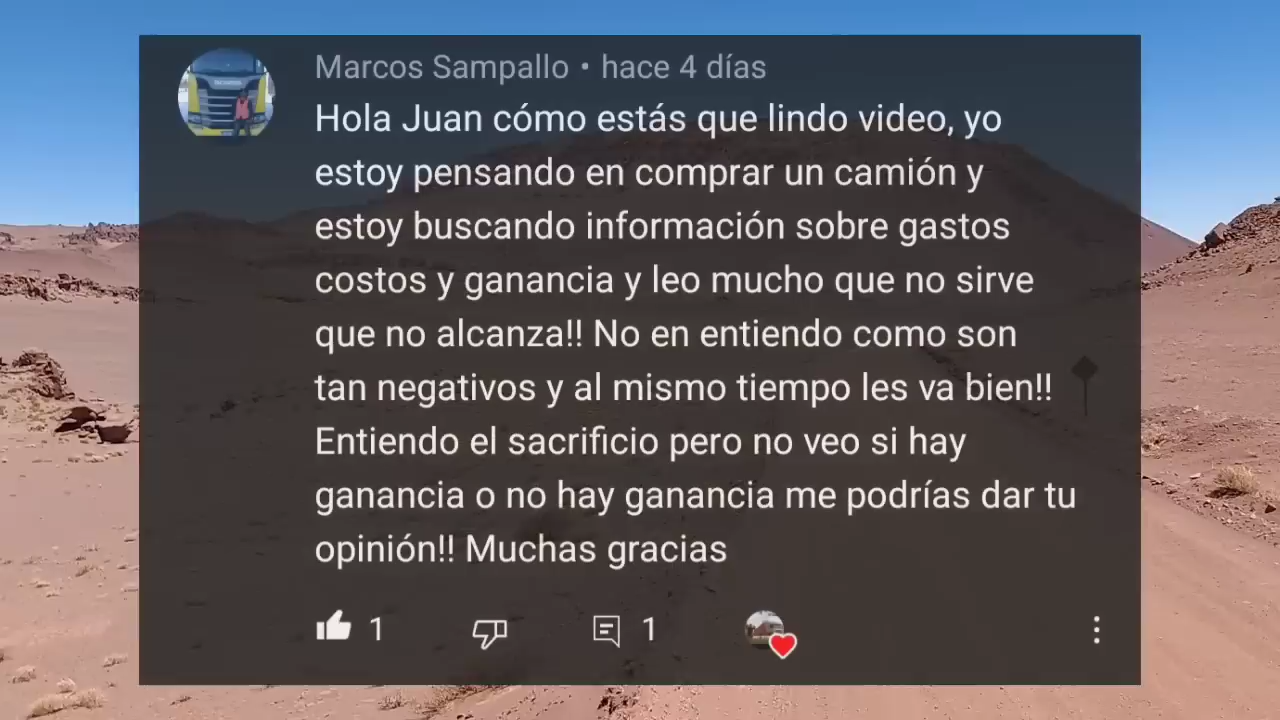 Marcos Sampallo • hace 4 días
Hola Juan cómo estás que lindo video, yo
estoy pensando en comprar un camión y
estoy buscando información sobre gastos
costos y ganancia y leo mucho que no sirve
que no alcanza!! No en entiendo como son
tan negativos y al mismo tiempo les va bien!!
Entiendo el sacrificio pero no veo si hay
ganancia o no hay ganancia me podrías dar tu
opinión!! Muchas gracias
1 1